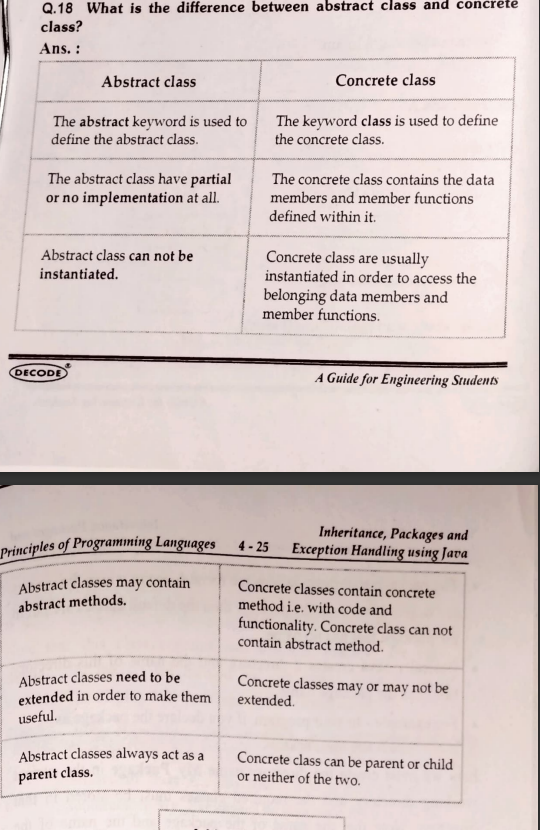 Q.18 What is the difference between abstract class and concrete
class?
Ans. :
Abstract class
Concrete class
The abstract keyword is used to
define the abstract class.
The keyword class is used to define
the concrete class.
The abstract class have partial
or no implementation at all.
The concrete class contains the data
members and member functions
defined within it.
Abstract class can not be
instantiated.
Concrete class are usually
instantiated in order to access the
belonging data members and
member functions.
DECODE®
A Guide for Engineering Students
Principles of Programming Languages 4 - 25 Inheritance, Packages and
Exception Handling using Java
Abstract classes may contain
abstract methods.
Concrete classes contain concrete
method i.e. with code and
functionality. Concrete class can not
contain abstract method.
Abstract classes need to be
extended in order to make them
useful.
Concrete classes may or may not be
extended.
Abstract classes always act as a
parent class.
Concrete class can be parent or child
or neither of the two.